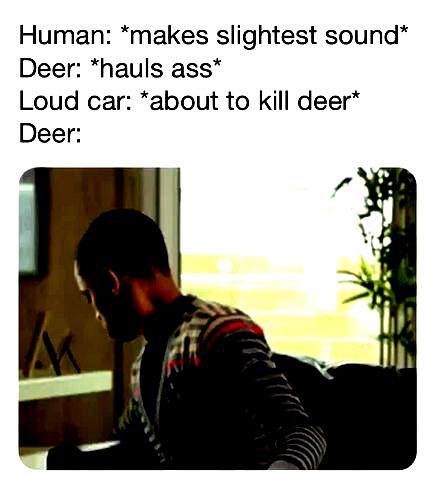 Human: *makes slightest sound*
Deer: *hauls ass*
Loud car: *about to kill deer*
Deer: